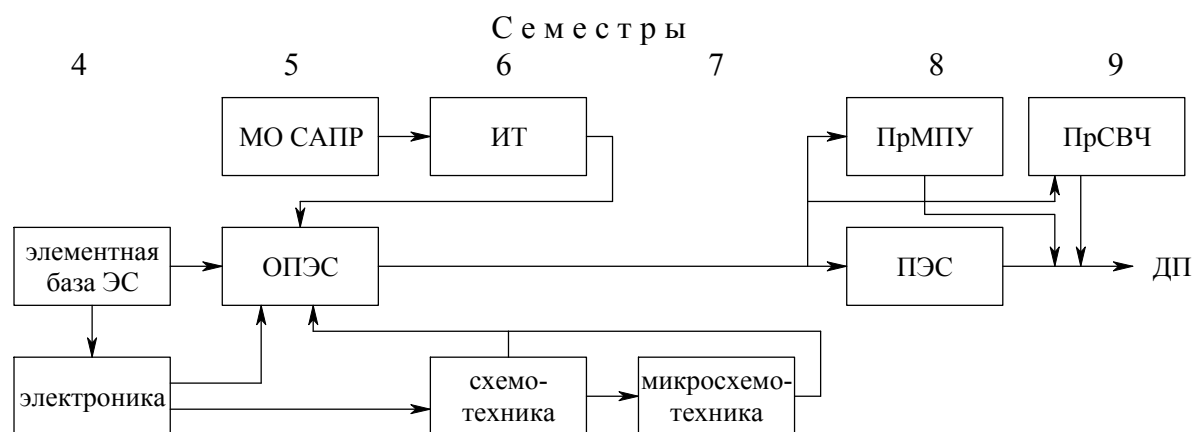 С е м е с т р ы
4 5 6 7 8 9
МО САПР ИТ ПрМПУ ПрСВЧ
элементная
база ЭС
ОПЭС ПЭС ДП
электроника
схемо-
техника
микросхемо-
техника